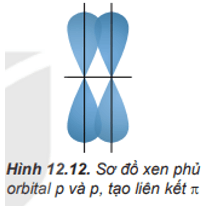 Hình 12.12. Sơ đồ xen phủ
orbital p và p, tạo liên kết π